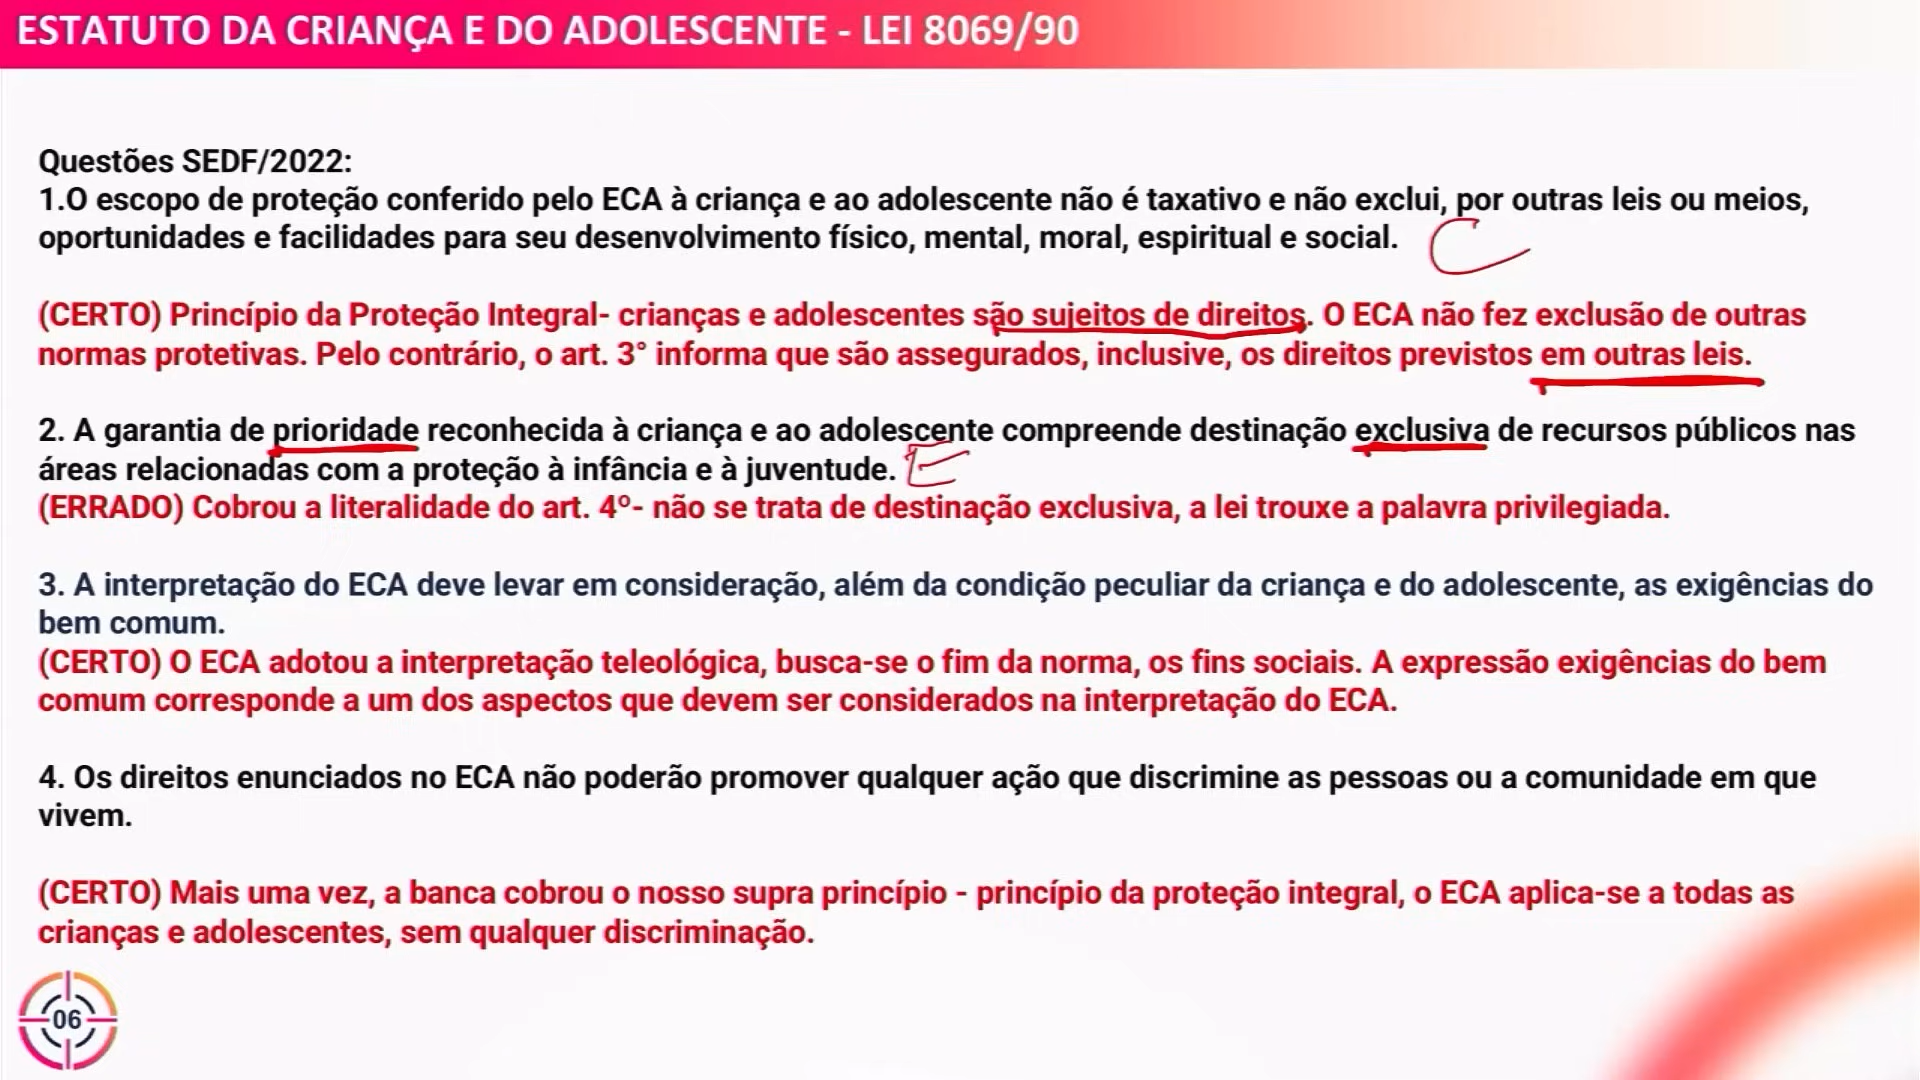 ESTATUTO DA CRIANÇA E DO ADOLESCENTE - LEI 8069/90
Questões SEDF/2022:
1.O escopo de proteção conferido pelo ECA à criança e ao adolescente não é taxativo e não exclui, por outras leis ou meios,
oportunidades e facilidades para seu desenvolvimento físico, mental, moral, espiritual e social. C
(CERTO) Princípio da Proteção Integral- crianças e adolescentes são sujeitos de direitos. O ECA não fez exclusão de outras
normas protetivas. Pelo contrário, o art. 3° informa que são assegurados, inclusive, os direitos previstos em outras leis.
2. A garantia de prioridade reconhecida à criança e ao adolescente compreende destinação exclusiva de recursos públicos nas
áreas relacionadas com a proteção à infância e à juventude. E
(ERRADO) Cobrou a literalidade do art. 4º- não se trata de destinação exclusiva, a lei trouxe a palavra privilegiada.
3. A interpretação do ECA deve levar em consideração, além da condição peculiar da criança e do adolescente, as exigências do
bem comum.
(CERTO) O ECA adotou a interpretação teleológica, busca-se o fim da norma, os fins sociais. A expressão exigências do bem
comum corresponde a um dos aspectos que devem ser considerados na interpretação do ECA.
4. Os direitos enunciados no ECA não poderão promover qualquer ação que discrimine as pessoas ou a comunidade em que
vivem.
(CERTO) Mais uma vez, a banca cobrou o nosso supra princípio - princípio da proteção integral, o ECA aplica-se a todas as
crianças e adolescentes, sem qualquer discriminação.
06